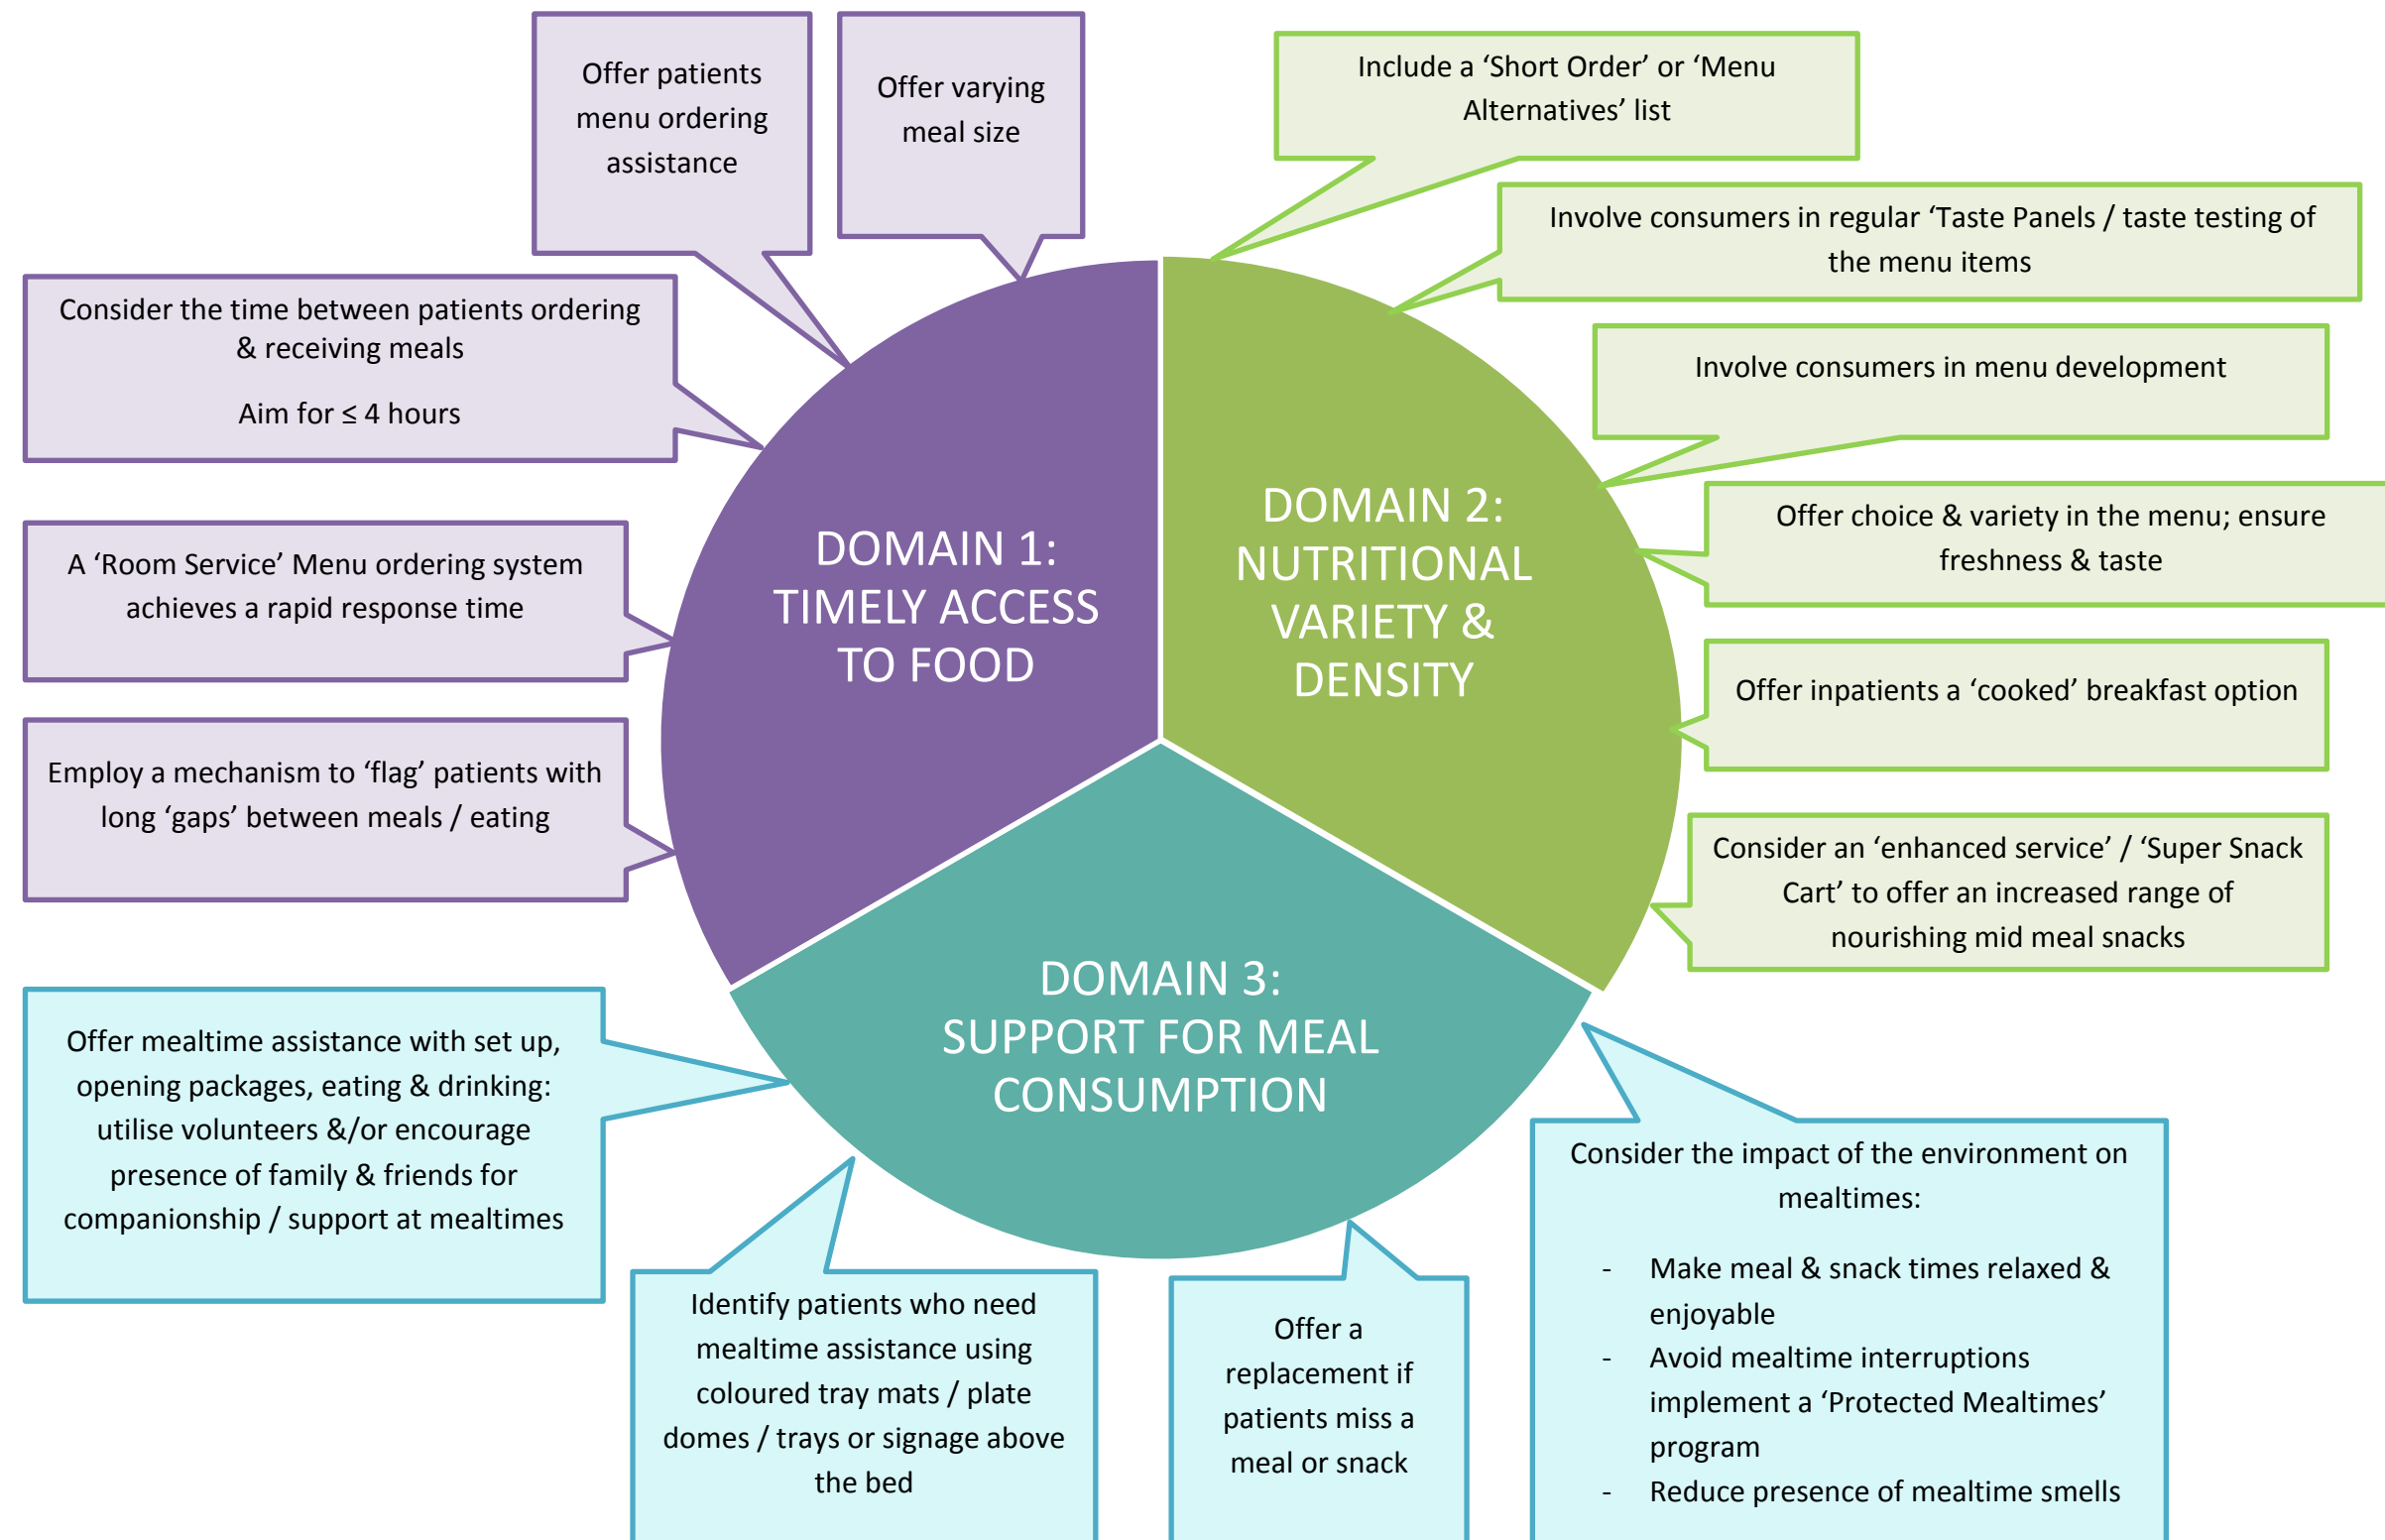 Offer patients
menu ordering
assistance
Offer varying
meal size
Include a ‘Short Order’ or ‘Menu
Alternatives’ list
Involve consumers in regular ‘Taste Panels / taste testing of
the menu items
Consider the time between patients ordering
& receiving meals
Aim for ≤ 4 hours
Involve consumers in menu development
Offer choice & variety in the menu; ensure
freshness & taste
A ‘Room Service’ Menu ordering system
achieves a rapid response time
DOMAIN 1:
TIMELY ACCESS
TO FOOD
DOMAIN 2:
NUTRITIONAL
VARIETY &
DENSITY
Offer inpatients a ‘cooked’ breakfast option
Employ a mechanism to ‘flag’ patients with
long ‘gaps’ between meals / eating
Consider an ‘enhanced service’ / ‘Super Snack
Cart’ to offer an increased range of
nourishing mid meal snacks
DOMAIN 3:
SUPPORT FOR MEAL
CONSUMPTION
Offer mealtime assistance with set up,
opening packages, eating & drinking:
utilise volunteers &/or encourage
presence of family & friends for
companionship / support at mealtimes
Identify patients who need
mealtime assistance using
coloured tray mats / plate
domes / trays or signage above
the bed
Offer a
replacement if
patients miss a
meal or snack
Consider the impact of the environment on
mealtimes:
- Make meal & snack times relaxed &
enjoyable
- Avoid mealtime interruptions
implement a ‘Protected Mealtimes’
program
- Reduce presence of mealtime smells